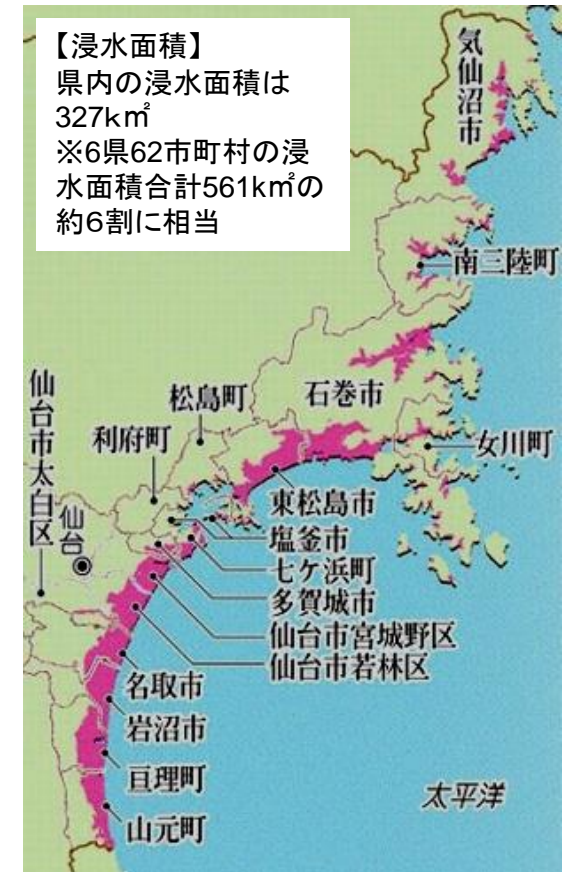 【浸水面積】
県内の浸水面積は
327k㎡
※6県62市町村の浸
水面積合計561k㎡の
約6割に相当
気仙沼市
南三陸町
石巻市
松島町
利府町
女川町
仙台市太白区
仙台
東松島市
塩釜市
七ケ浜町
多賀城市
仙台市宮城野区
仙台市若林区
名取市
岩沼市
亘理町
山元町
太平洋